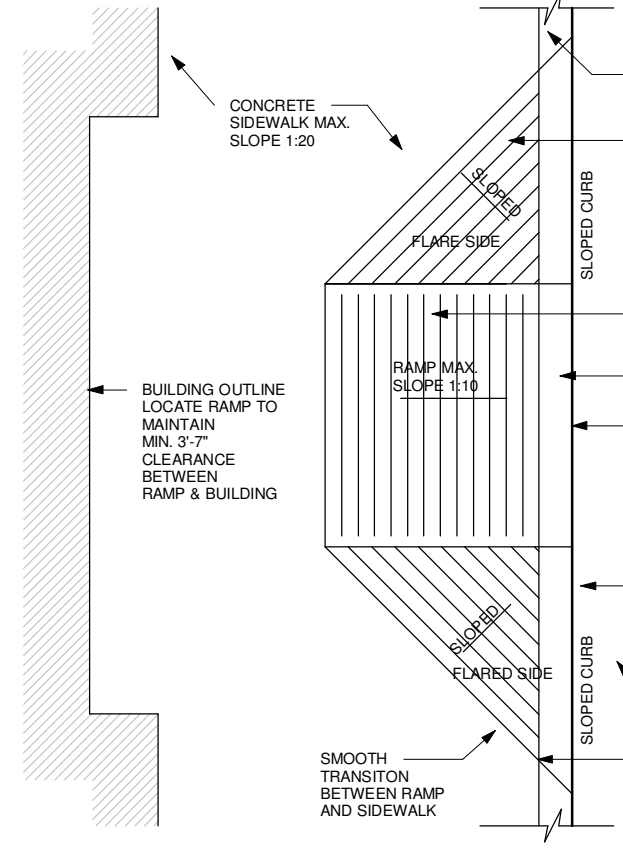 CONCRETE
SIDEWALK MAX.
SLOPE 1:20
SLOPED
FLARE SIDE
SLOPED CURB
RAMP MAX.
SLOPE 1:10
BUILDING OUTLINE
LOCATE RAMP TO
MAINTAIN
MIN. 3'-7"
CLEARANCE
BETWEEN
RAMP & BUILDING
SLOPED
FLARED SIDE
SLOPED CURB
SMOOTH
TRANSITON
BETWEEN RAMP
AND SIDEWALK